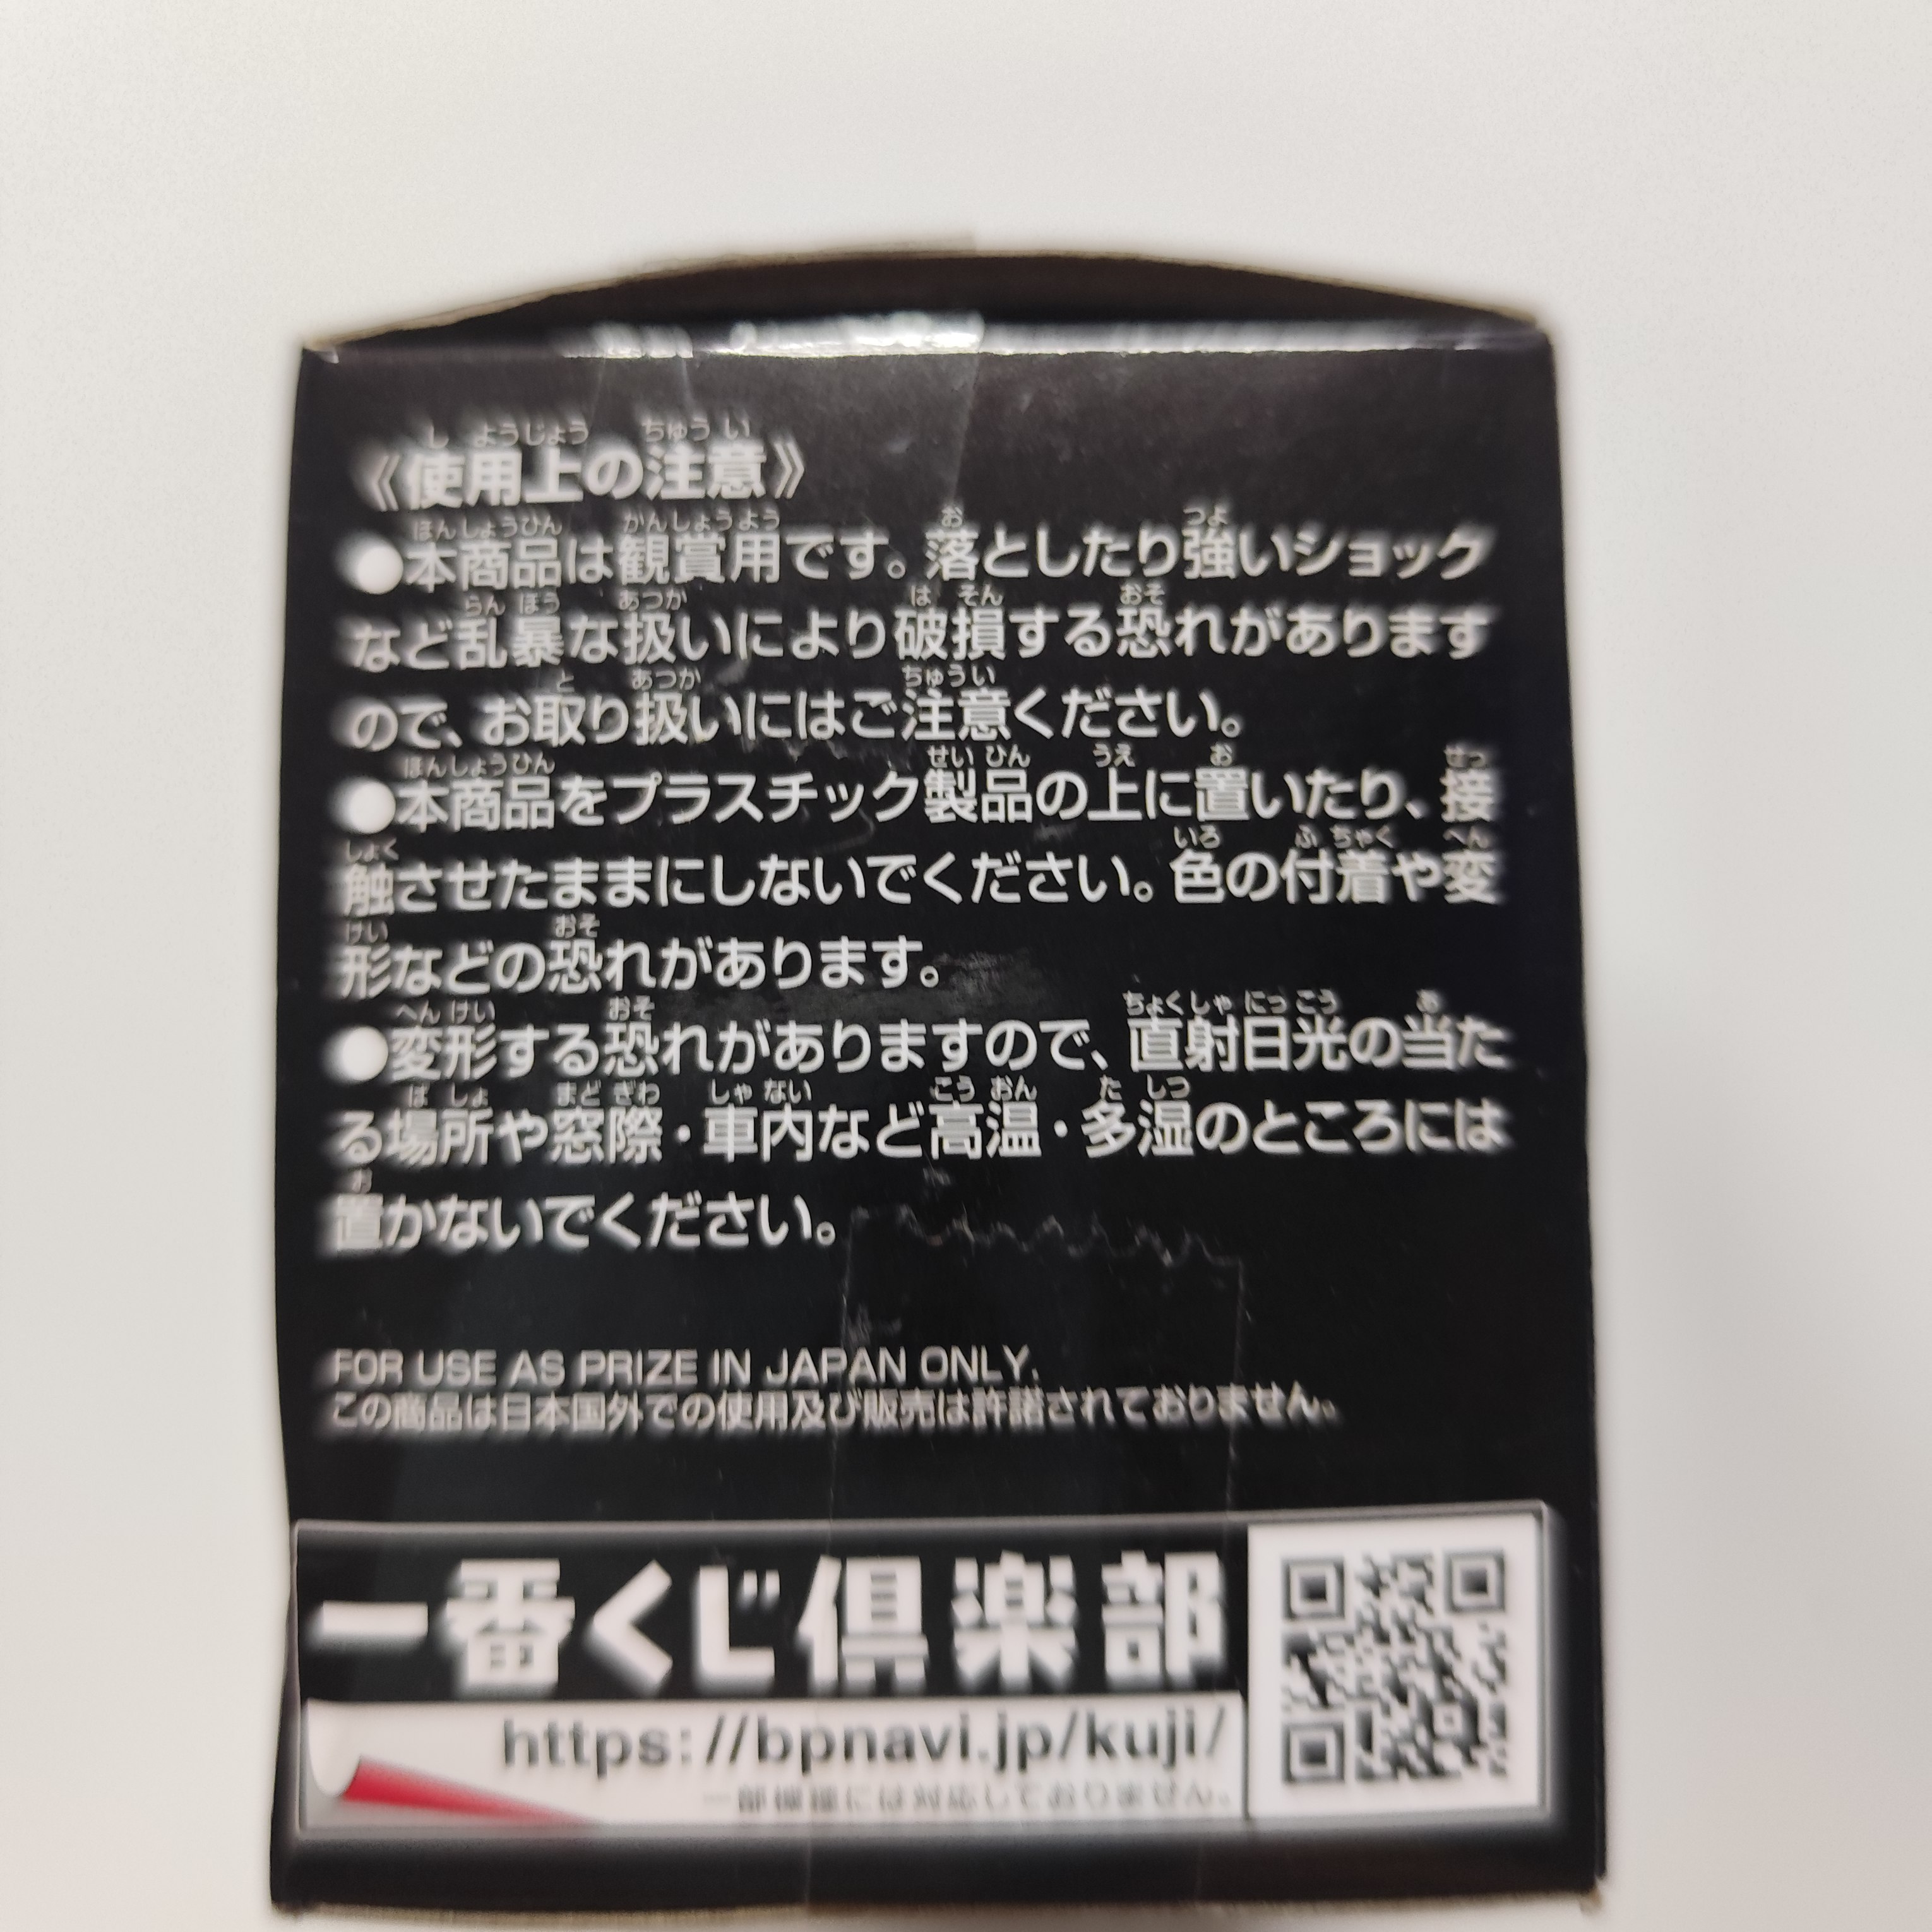 《使用上の注意》
●本商品は観賞用です。落としたり強いショック
など乱暴な扱いにより破損する恐れがあります
ので、お取り扱いにはご注意ください。
●本商品をプラスチック製品の上に置いたり、接
触させたままにしないでください。色の付着や変
形などの恐れがあります。
●変形する恐れがありますので、直射日光の当た
る場所や窓際・車内など高温・多湿のところには
置かないでください。
FOR USE AS PRIZE IN JAPAN ONLY.
この商品は日本国外での使用及び販売は許諾されておりません。
一番くじ倶楽部
https://bpnavi.jp/kuji/
一部機種には対応しておりません。